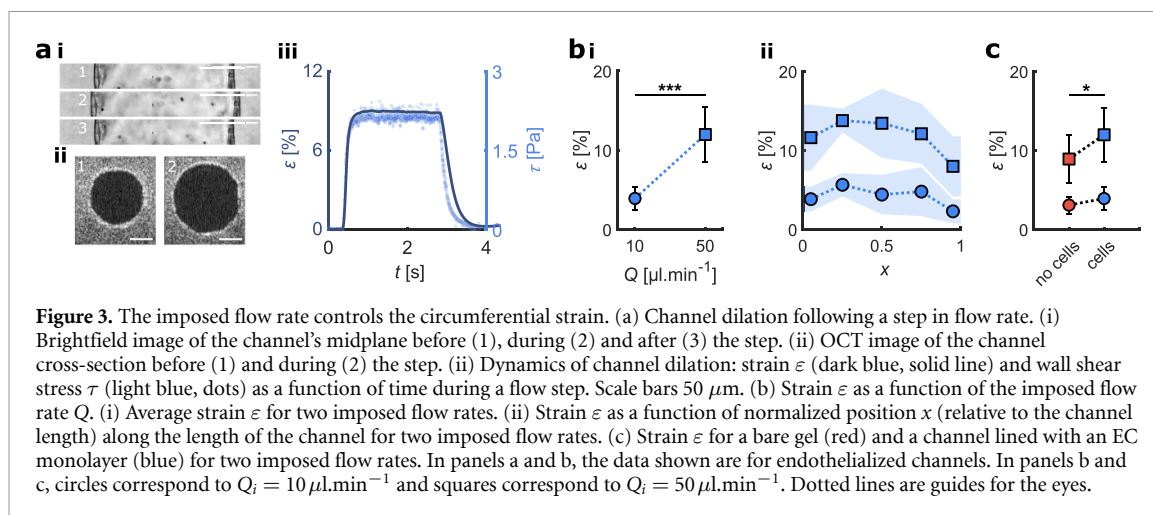 a i
1
2
3
ii
1
2
iii
12
6
0
ε [%]
3
1.5
0
τ [Pa]
0
2
4
t [s]
b i
20
10
0
ε [%]
***
10
50
Q [µl.min⁻¹]
ii
20
10
0
ε [%]
0
0.5
1
x
c
20
10
0
ε [%]
*
no cells
cells
Figure 3. The imposed flow rate controls the circumferential strain. (a) Channel dilation following a step in flow rate. (i)
Brightfield image of the channel's midplane before (1), during (2) and after (3) the step. (ii) OCT image of the channel
cross-section before (1) and during (2) the step. (ii) Dynamics of channel dilation: strain ε (dark blue, solid line) and wall shear
stress τ (light blue, dots) as a function of time during a flow step. Scale bars 50 μm. (b) Strain ε as a function of the imposed flow
rate Q. (i) Average strain ε for two imposed flow rates. (ii) Strain ε as a function of normalized position x (relative to the channel
length) along the length of the channel for two imposed flow rates. (c) Strain ε for a bare gel (red) and a channel lined with an EC
monolayer (blue) for two imposed flow rates. In panels a and b, the data shown are for endothelialized channels. In panels b and
c, circles correspond to Qᵢ = 10 μl.min⁻¹ and squares correspond to Qᵢ = 50 μl.min⁻¹. Dotted lines are guides for the eyes.